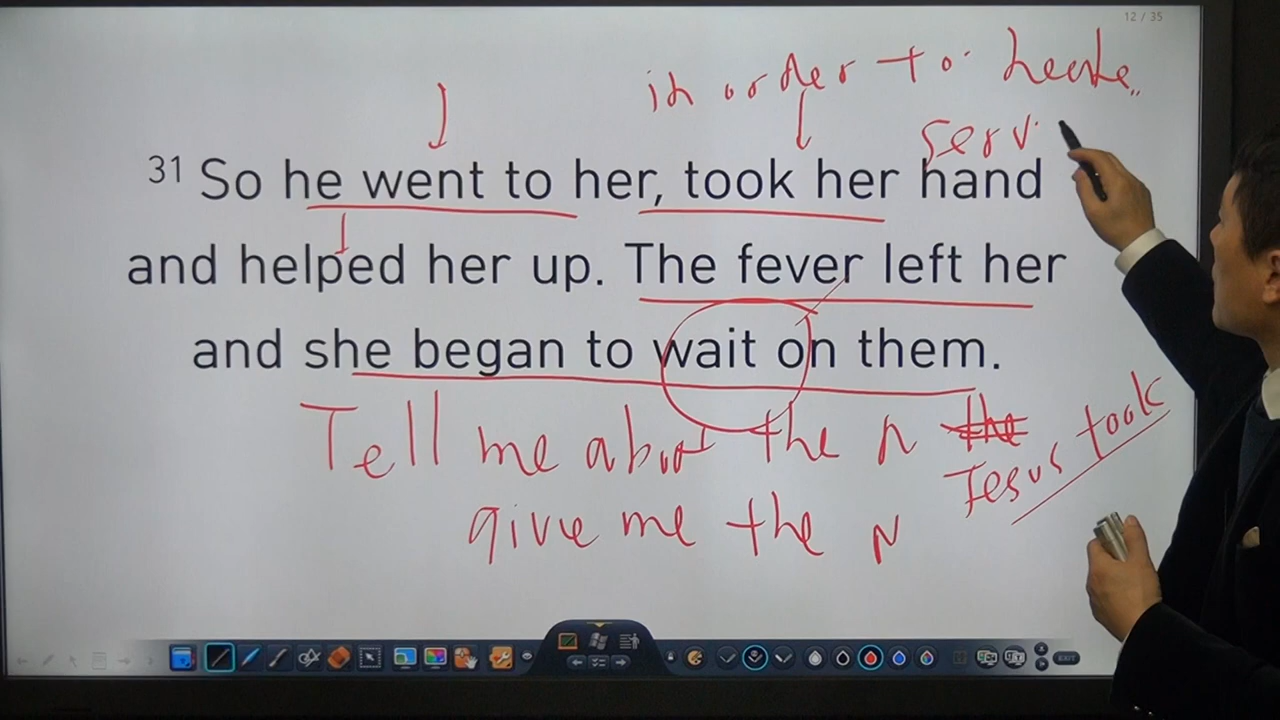 12 / 35
in order to
serv
31 So he went to her, took her hand
and helped her up. The fever left her
and she began to wait on them.
Tell me about the n the
Jesus took
give me the N
EXIT